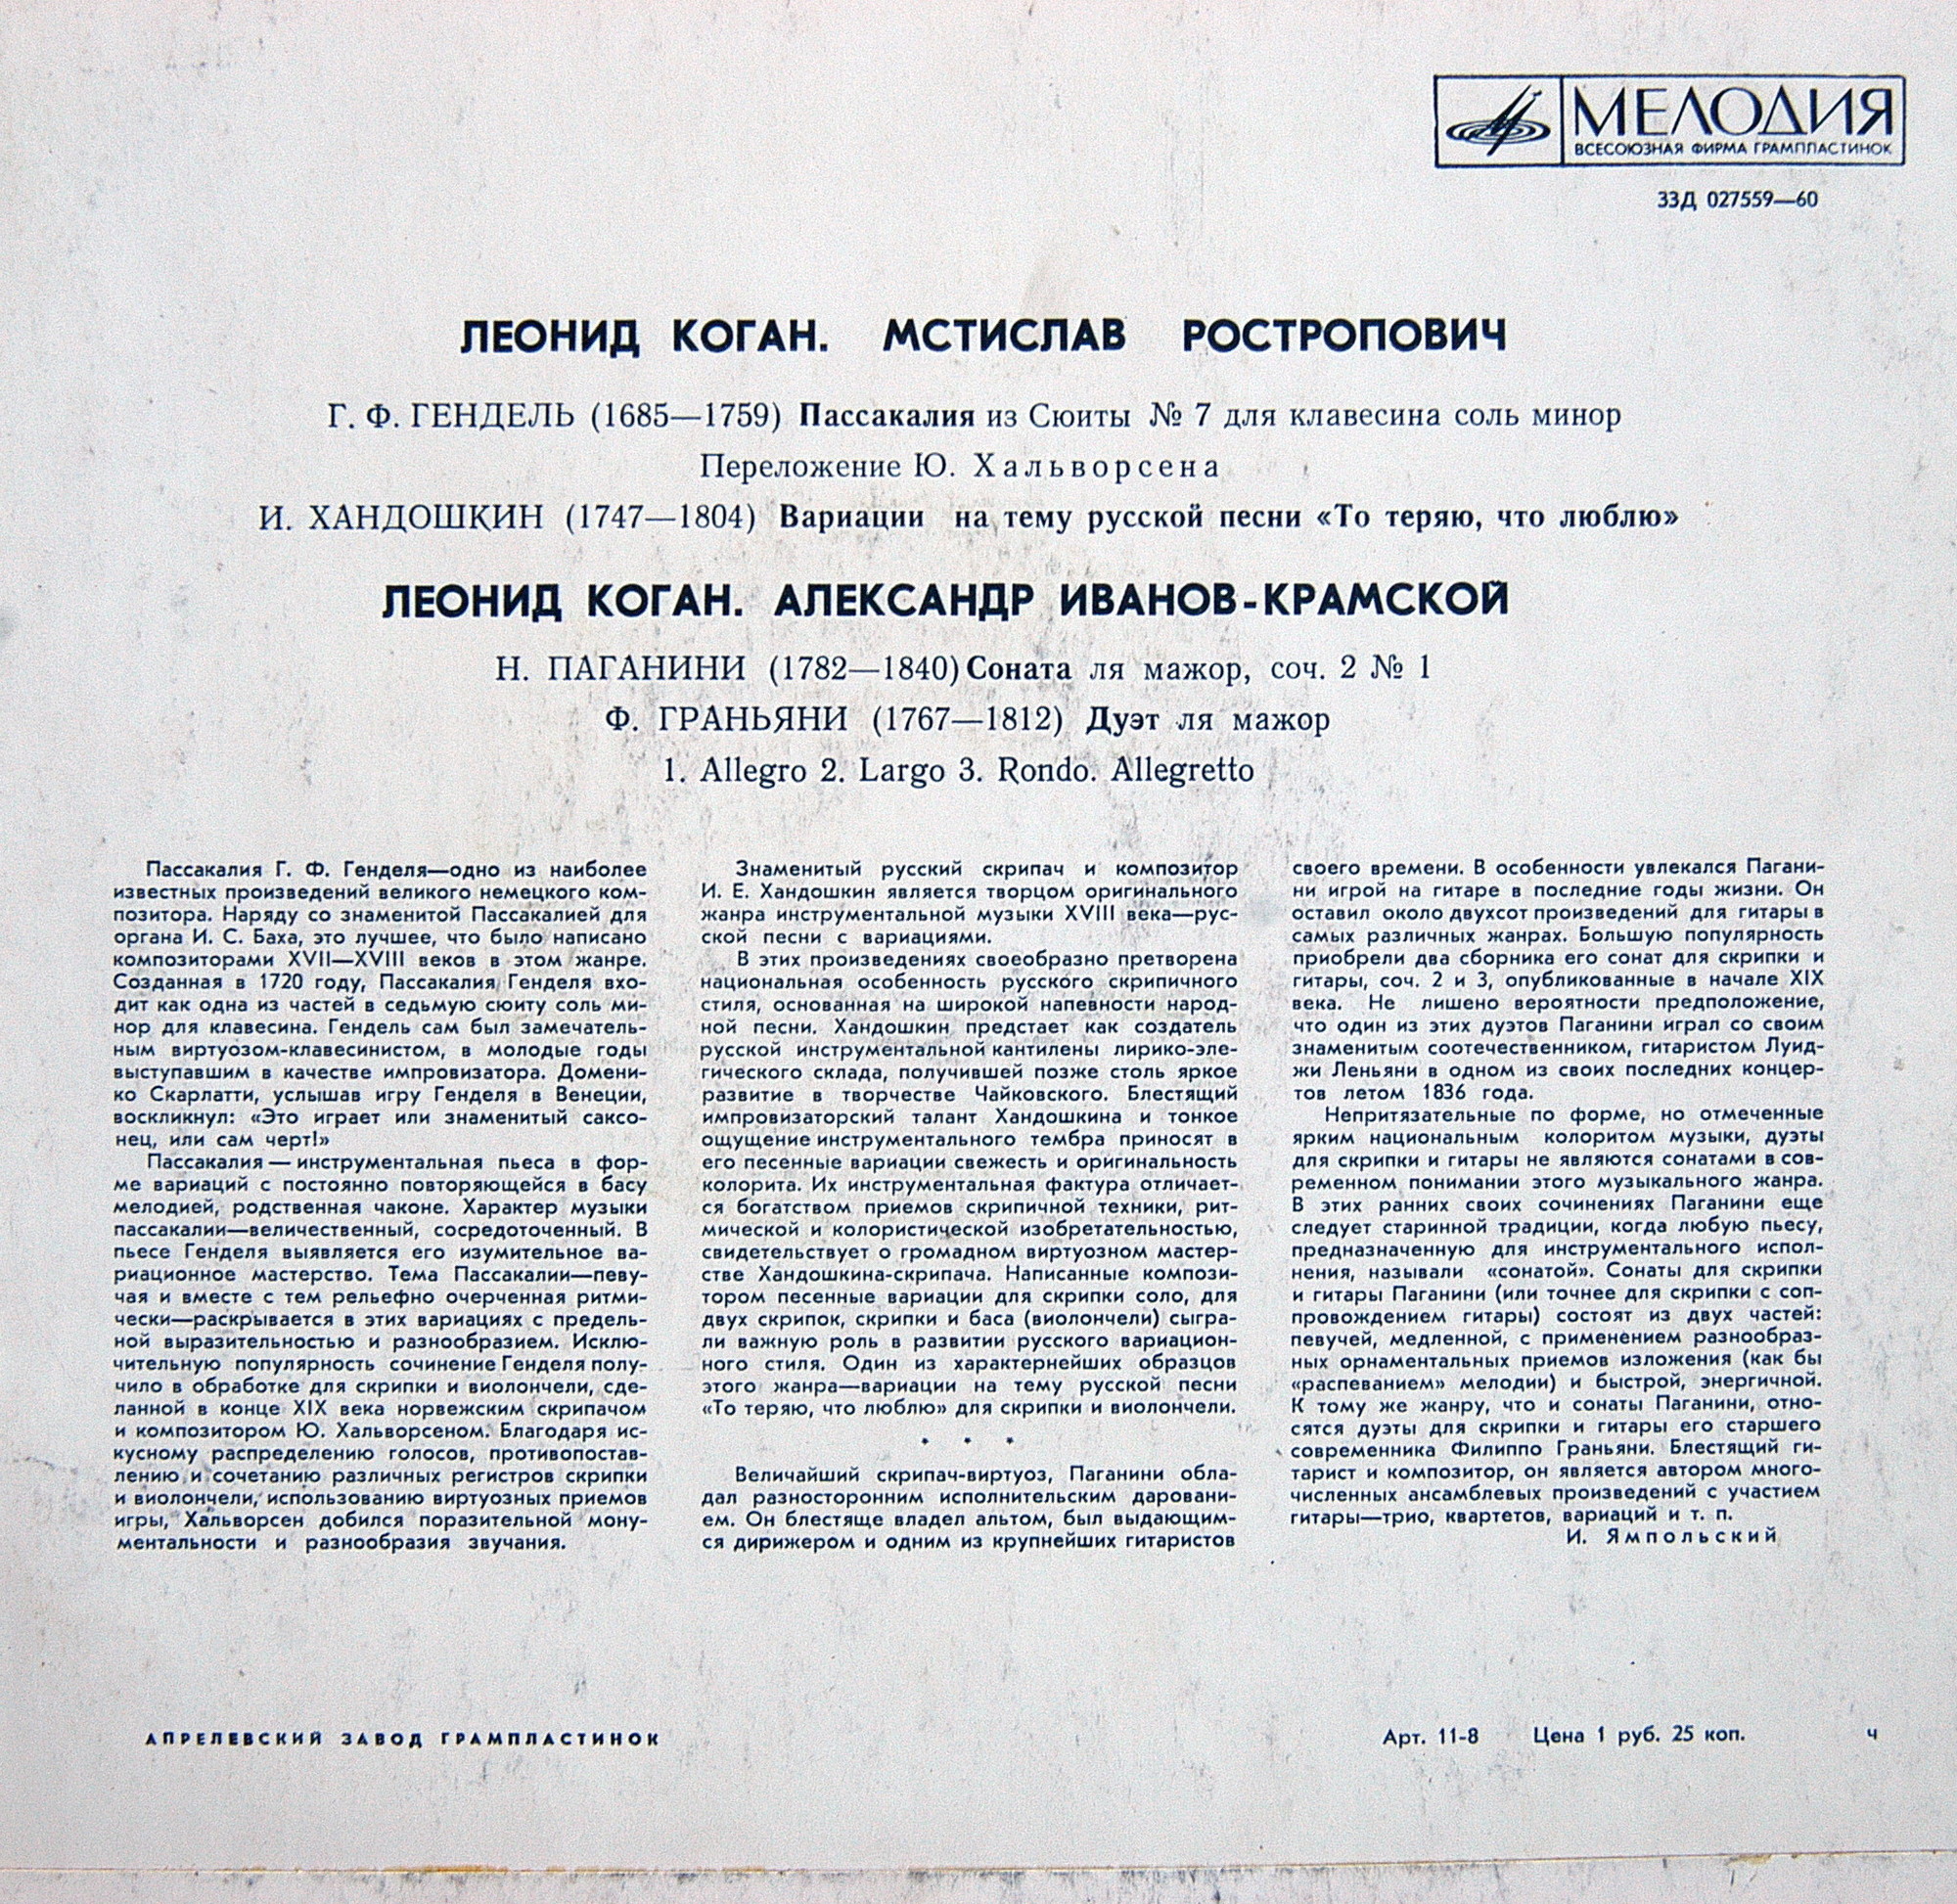 МЕЛОДИЯ
ВСЕСОЮЗНАЯ ФИРМА ГРАМПЛАСТИНОК
33Д 027559—60
ЛЕОНИД КОГАН. МСТИСЛАВ РОСТРОПОВИЧ
Г. Ф. ГЕНДЕЛЬ (1685—1759) Пассакалия из Сюиты № 7 для клавесина соль минор
Переложение Ю. Хальворсена
И. ХАНДОШКИН (1747—1804) Вариации на тему русской песни «То теряю, что люблю»
ЛЕОНИД КОГАН. АЛЕКСАНДР ИВАНОВ-КРАМСКОЙ
Н. ПАГАНИНИ (1782—1840) Соната ля мажор, соч. 2 № 1
Ф. ГРАНЬЯНИ (1767—1812) Дуэт ля мажор
1. Allegro 2. Largo 3. Rondo. Allegretto
Пассакалия Г. Ф. Генделя—одно из наиболее
известных произведений великого немецкого ком-
позитора. Наряду со знаменитой Пассакалией для
органа И. С. Баха, это лучшее, что было написано
композиторами XVII—XVIII веков в этом жанре.
Созданная в 1720 году, Пассакалия Генделя вхо-
дит как одна из частей в седьмую сюиту соль ми-
нор для клавесина. Гендель сам был замечатель-
ным виртуозом-клавесинистом, в молодые годы
выступавшим в качестве импровизатора. Домени-
ко Скарлатти, услышав игру Генделя в Венеции,
воскликнул: «Это играет или знаменитый саксо-
нец, или сам черт!»
Пассакалия — инструментальная пьеса в фор-
ме вариаций с постоянно повторяющейся в басу
мелодией, родственная чаконе. Характер музыки
пассакалии—величественный, сосредоточенный. В
пьесе Генделя выявляется его изумительное ва-
риационное мастерство. Тема Пассакалии—певу-
чая и вместе с тем рельефно очерченная ритми-
чески—раскрывается в этих вариациях с предель-
ной выразительностью и разнообразием. Исклю-
чительную популярность сочинение Генделя полу-
чило в обработке для скрипки и виолончели, сде-
ланной в конце XIX века норвежским скрипачом
и композитором Ю. Хальворсеном. Благодаря ис-
кусному распределению голосов, противопостав-
лению и сочетанию различных регистров скрипки
и виолончели, использованию виртуозных приемов
игры, Хальворсен добился поразительной мону-
ментальности и разнообразия звучания.
Знаменитый русский скрипач и композитор
И. Е. Хандошкин является творцом оригинального
жанра инструментальной музыки XVIII века—рус-
ской песни с вариациями.
В этих произведениях своеобразно претворена
национальная особенность русского скрипичного
стиля, основанная на широкой напевности народ-
ной песни. Хандошкин предстает как создатель
русской инструментальной кантилены лирико-эле-
гического склада, получившей позже столь яркое
развитие в творчестве Чайковского. Блестящий
импровизаторский талант Хандошкина и тонкое
ощущение инструментального тембра приносят в
его песенные вариации свежесть и оригинальность
колорита. Их инструментальная фактура отличает-
ся богатством приемов скрипичной техники, рит-
мической и колористической изобретательностью,
свидетельствует о громадном виртуозном мастер-
стве Хандошкина-скрипача. Написанные компози-
тором песенные вариации для скрипки соло, для
двух скрипок, скрипки и баса (виолончели) сыгра-
ли важную роль в развитии русского вариацион-
ного стиля. Один из характернейших образцов
этого жанра—вариации на тему русской песни
«То теряю, что люблю» для скрипки и виолончели.
* * *
Величайший скрипач-виртуоз, Паганини обла-
дал разносторонним исполнительским даровани-
ем. Он блестяще владел альтом, был выдающим-
ся дирижером и одним из крупнейших гитаристов
своего времени. В особенности увлекался Пагани-
ни игрой на гитаре в последние годы жизни. Он
оставил около двухсот произведений для гитары в
самых различных жанрах. Большую популярность
приобрели два сборника его сонат для скрипки и
гитары, соч. 2 и 3, опубликованные в начале XIX
века. Не лишено вероятности предположение,
что один из этих дуэтов Паганини играл со своим
знаменитым соотечественником, гитаристом Луид-
жи Леньяни в одном из своих последних концер-
тов летом 1836 года.
Непритязательные по форме, но отмеченные
ярким национальным колоритом музыки, дуэты
для скрипки и гитары не являются сонатами в сов-
ременном понимании этого музыкального жанра.
В этих ранних своих сочинениях Паганини еще
следует старинной традиции, когда любую пьесу,
предназначенную для инструментального испол-
нения, называли «сонатой». Сонаты для скрипки
и гитары Паганини (или точнее для скрипки с соп-
провождением гитары) состоят из двух частей:
певучей, медленной, с применением разнообраз-
ных орнаментальных приемов изложения (как бы
«распеванием» мелодии) и быстрой, энергичной.
К тому же жанру, что и сонаты Паганини, отно-
сятся дуэты для скрипки и гитары его старшего
современника Филиппо Граньяни. Блестящий ги-
тарист и композитор, он является автором много-
численных ансамблевых произведений с участием
гитары—трио, квартетов, вариаций и т. п.
И. Ямпольский
АПРЕЛЕВСКИЙ ЗАВОД ГРАМПЛАСТИНОК
Арт. 11-8 Цена 1 руб. 25 коп. ч